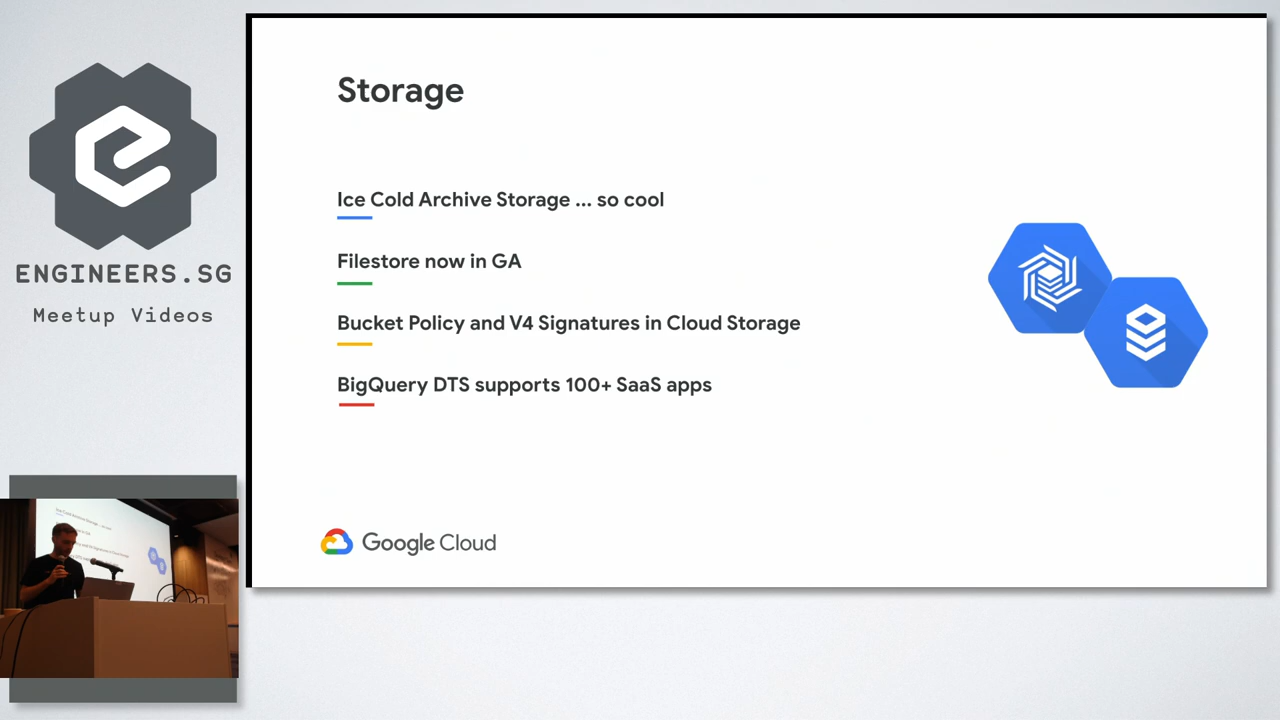 ENGINEERS.SG
Meetup Videos
Storage
Ice Cold Archive Storage ... so cool
Filestore now in GA
Bucket Policy and V4 Signatures in Cloud Storage
BigQuery DTS supports 100+ SaaS apps
Google Cloud